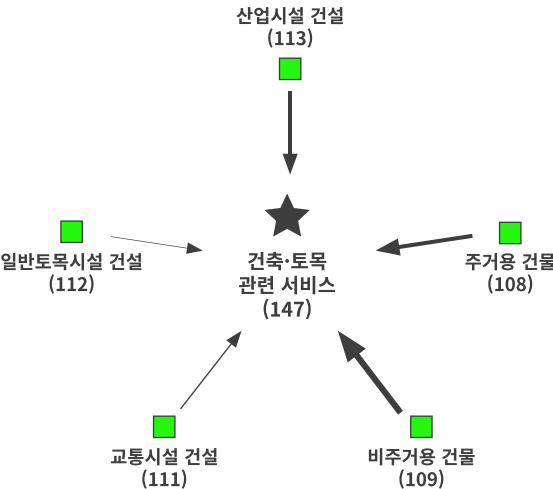 산업시설 건설
(113)
일반토목시설 건설
(112)
건축·토목
관련 서비스
(147)
주거용 건물
(108)
교통시설 건설
(111)
비주거용 건물
(109)